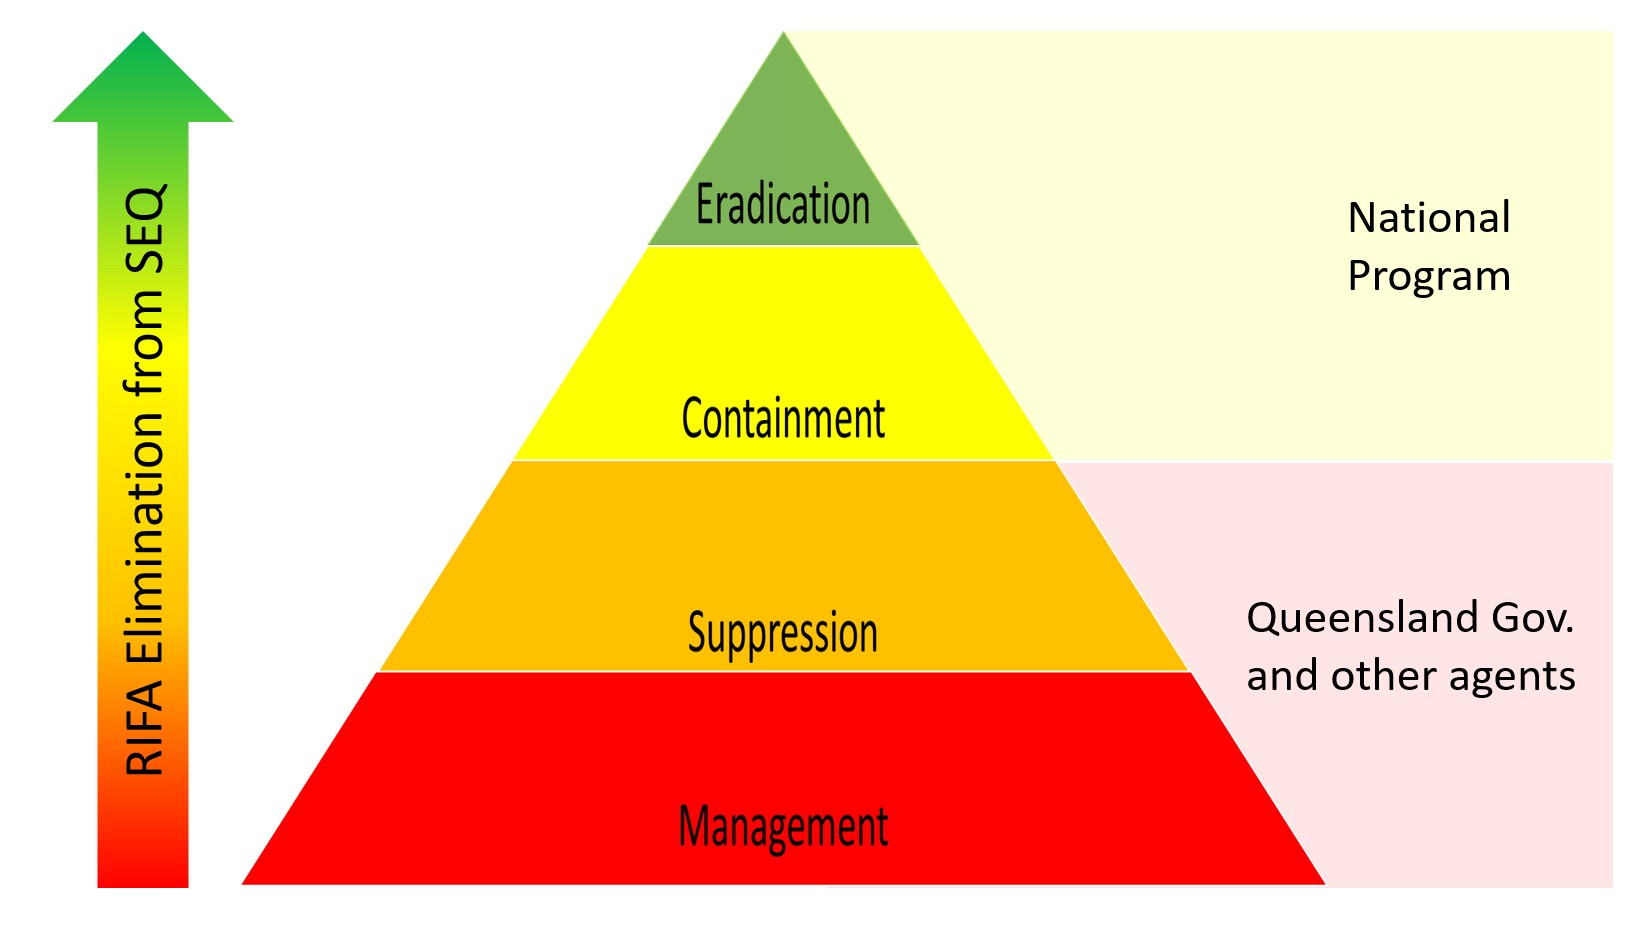 RIFA Elimination from SEQ
Eradication
Containment
Suppression
Management
National
Program
Queensland Gov.
and other agents